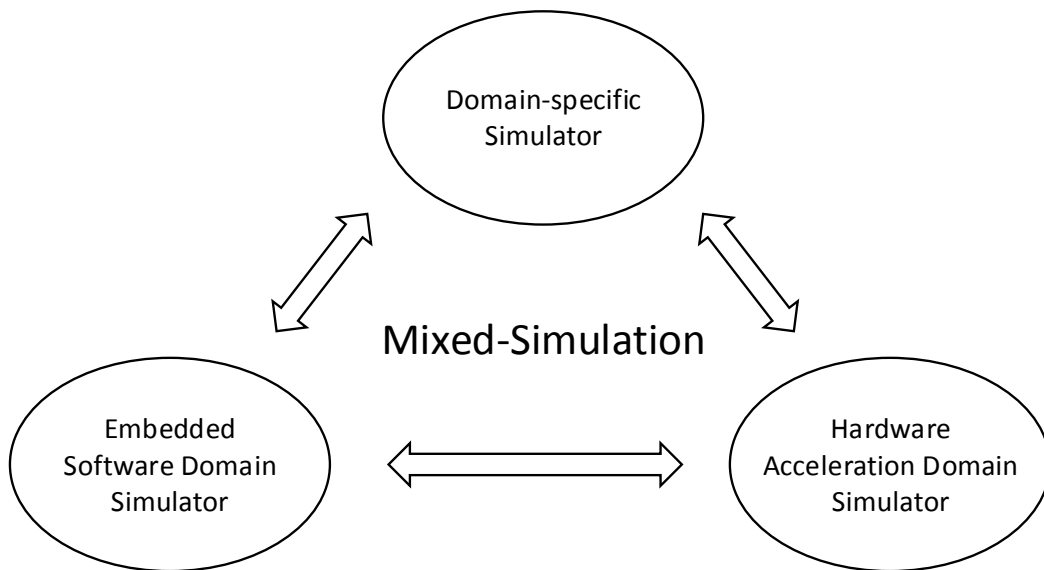 Domain-specific
Simulator
Mixed-Simulation
Embedded
Software Domain
Simulator
Hardware
Acceleration Domain
Simulator